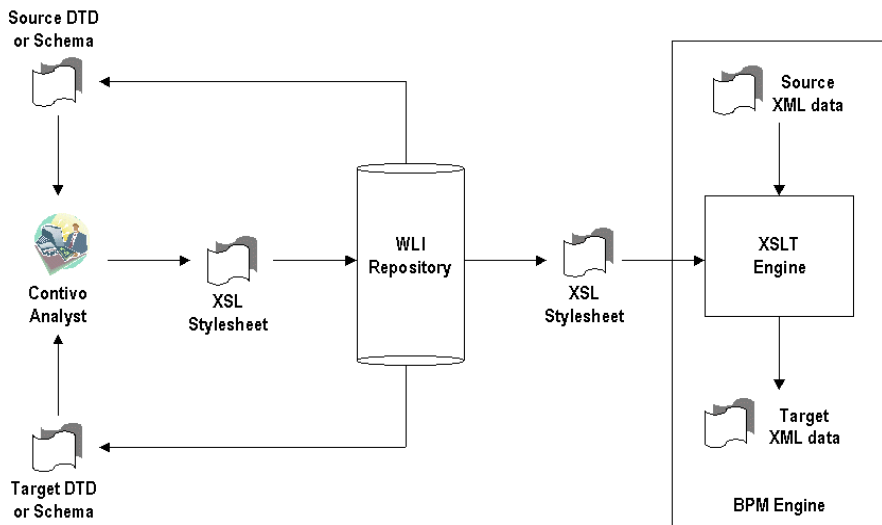 Source DTD
or Schema
Source
XML data
WLI
Repository
XSLT
Engine
Contivo
Analyst
XSL
Stylesheet
XSL
Stylesheet
Target
XML data
Target DTD
or Schema
BPM Engine